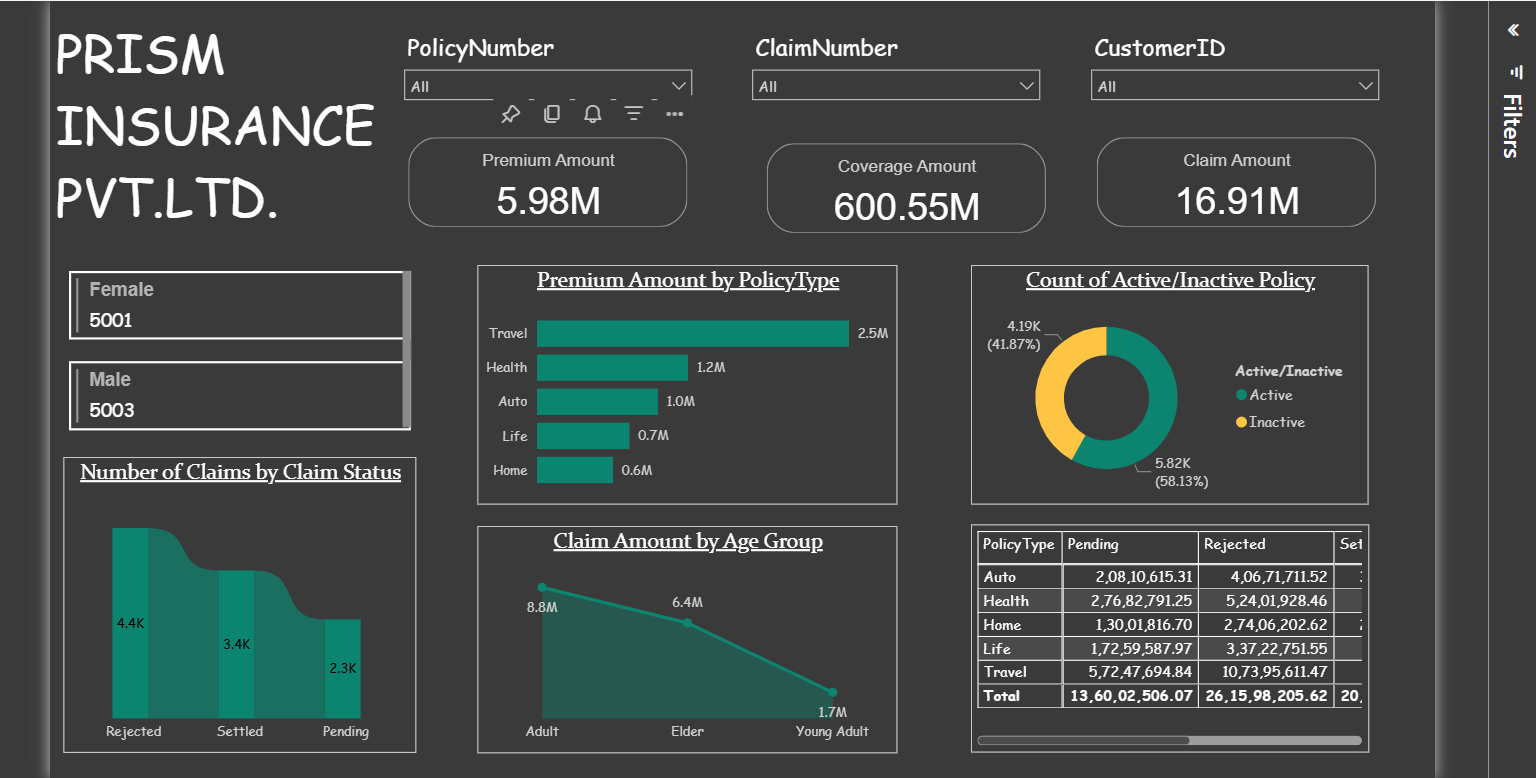 PRISM
INSURANCE
PVT.LTD.
PolicyNumber
All
ClaimNumber
All
CustomerID
All
Filters
Premium Amount
5.98M
Coverage Amount
600.55M
Claim Amount
16.91M
Female
5001
Male
5003
Premium Amount by PolicyType
Travel 2.5M
Health 1.2M
Auto 1.0M
Life 0.7M
Home 0.6M
Count of Active/Inactive Policy
4.19K
(41.87%)
5.82K
(58.13%)
Active/Inactive
Active
Inactive
Number of Claims by Claim Status
4.4K
3.4K
2.3K
Rejected Settled Pending
Claim Amount by Age Group
8.8M
6.4M
1.7M
Adult Elder Young Adult
PolicyType Pending Rejected
Auto 2,08,10,615.31 4,06,71,711.52
Health 2,76,82,791.25 5,24,01,928.46
Home 1,30,01,816.70 2,74,06,202.62
Life 1,72,59,587.97 3,37,22,751.55
Travel 5,72,47,694.84 10,73,95,611.47
Total 13,60,02,506.07 26,15,98,205.62